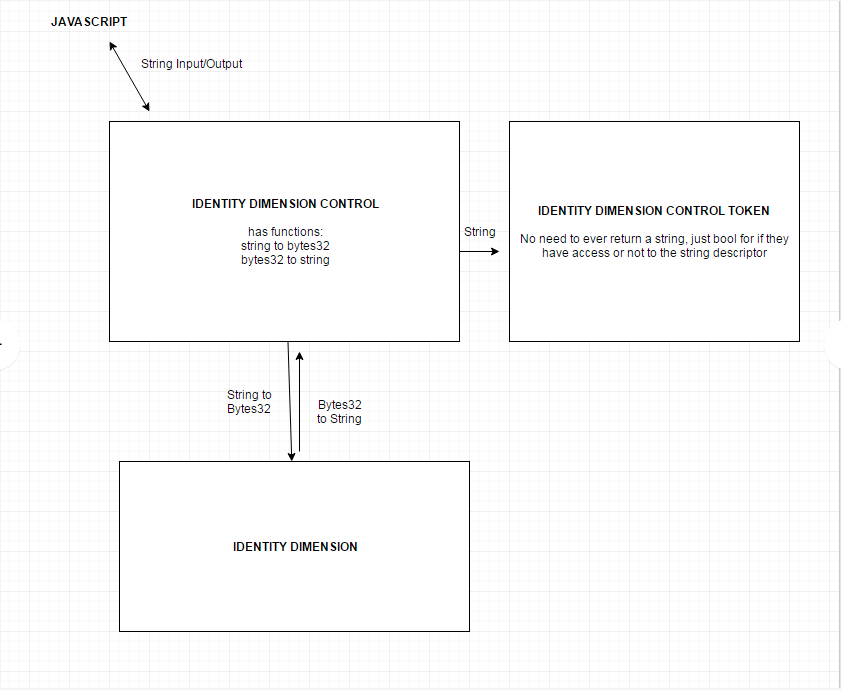 JAVASCRIPT
String Input/Output
IDENTITY DIMENSION CONTROL
has functions:
string to bytes32
bytes32 to string
String
IDENTITY DIMENSION CONTROL TOKEN
No need to ever return a string, just bool for if they
have access or not to the string descriptor
String to
Bytes32
Bytes32
to String
IDENTITY DIMENSION